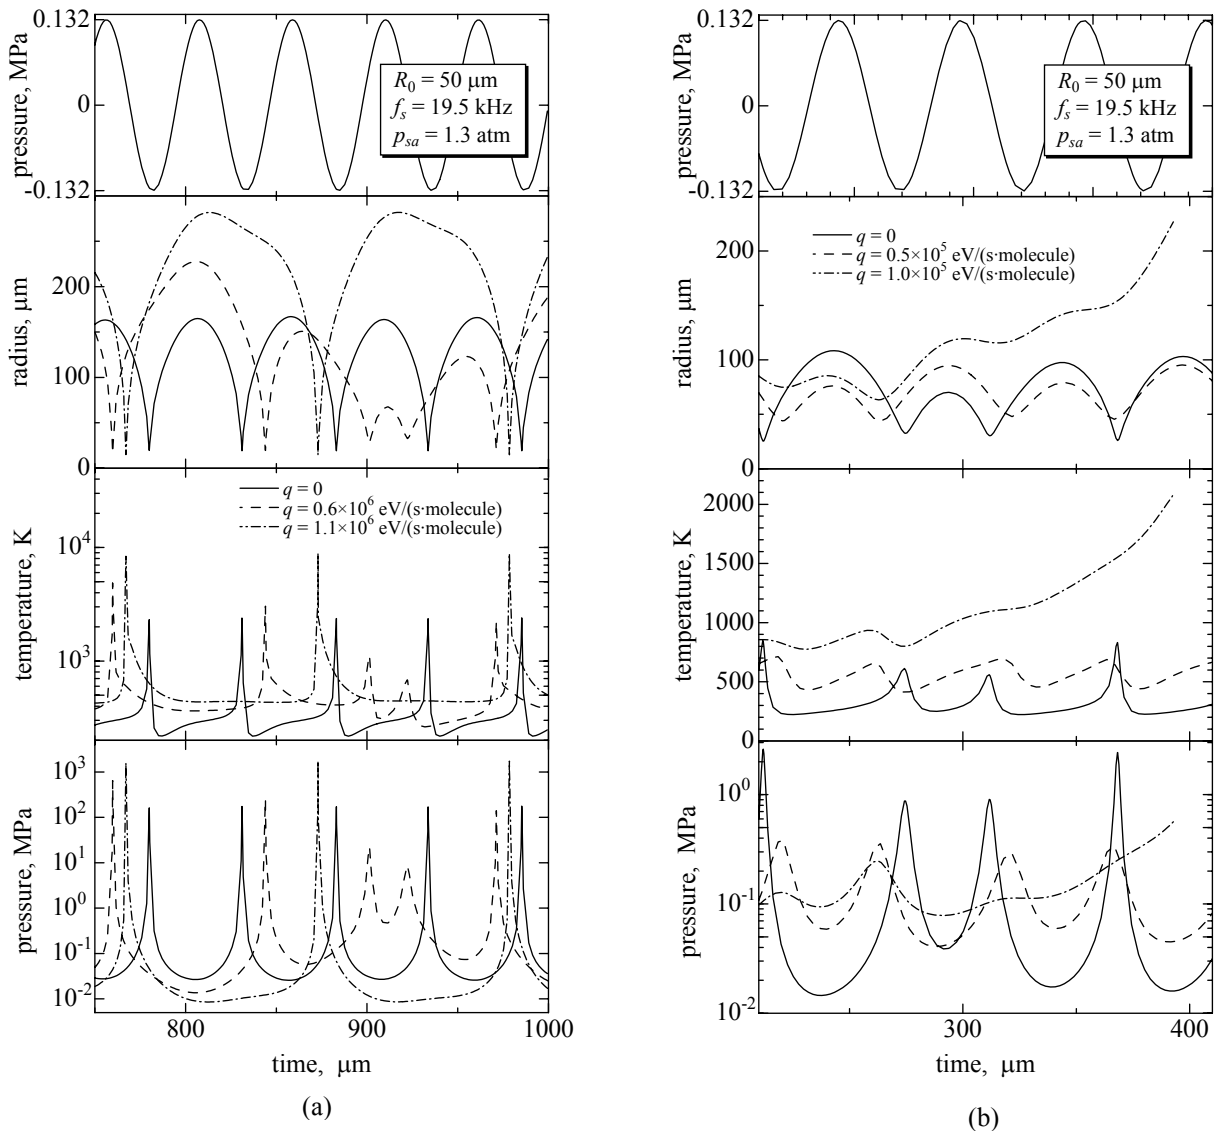 0.132
0
-0.132
pressure, MPa
R0 = 50 μm
fs = 19.5 kHz
psa = 1.3 atm
200
100
0
radius, μm
q = 0
q = 0.6×10^6 eV/(s·molecule)
q = 1.1×10^6 eV/(s·molecule)
10^4
10^3
temperature, K
10^3
10^2
10^1
10^0
10^-1
10^-2
pressure, MPa
800
900
1000
time, μm
(a)
0.132
0
-0.132
pressure, MPa
R0 = 50 μm
fs = 19.5 kHz
psa = 1.3 atm
q = 0
q = 0.5×10^5 eV/(s·molecule)
q = 1.0×10^5 eV/(s·molecule)
200
100
0
radius, μm
2000
1500
1000
500
0
temperature, K
10^0
10^-1
10^-2
pressure, MPa
300
400
time, μm
(b)